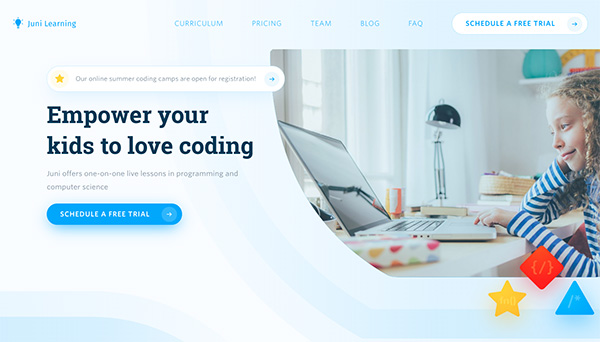 Juni Learning
CURRICULUM PRICING TEAM BLOG FAQ SCHEDULE A FREE TRIAL
Our online summer coding camps are open for registration!
Empower your
kids to love coding
Juni offers one-on-one live lessons in programming and
computer science
SCHEDULE A FREE TRIAL
{/}
/*